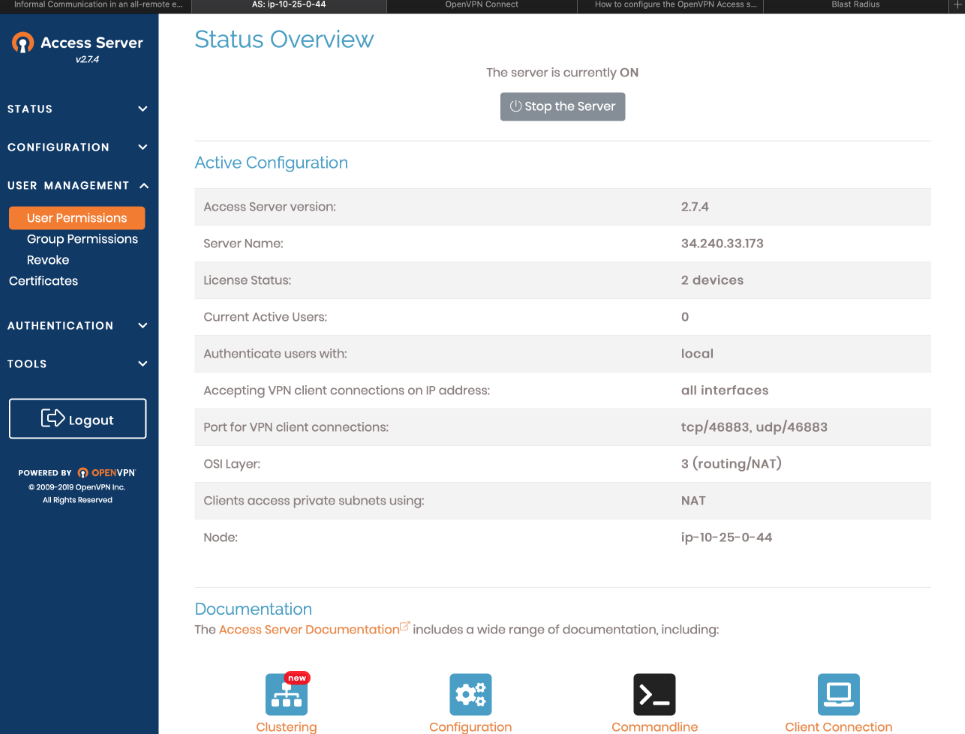 Informal Communication in an all-remote e...
AS: ip-10-25-0-44
OpenVPN Connect
How to configure the OpenVPN Access s...
Blast Radius
+
Access Server
v2.7.4
STATUS
CONFIGURATION
USER MANAGEMENT
User Permissions
Group Permissions
Revoke
Certificates
AUTHENTICATION
TOOLS
Logout
POWERED BY OPENVPN
© 2009-2019 OpenVPN Inc.
All Rights Reserved
Status Overview
The server is currently ON
Stop the Server
Active Configuration
Access Server version: 2.7.4
Server Name: 34.240.33.173
License Status: 2 devices
Current Active Users: 0
Authenticate users with: local
Accepting VPN client connections on IP address: all interfaces
Port for VPN client connections: tcp/46883, udp/46883
OSI Layer: 3 (routing/NAT)
Clients access private subnets using: NAT
Node: ip-10-25-0-44
Documentation
The Access Server Documentation includes a wide range of documentation, including:
new
Clustering
Configuration
Commandline
Client Connection